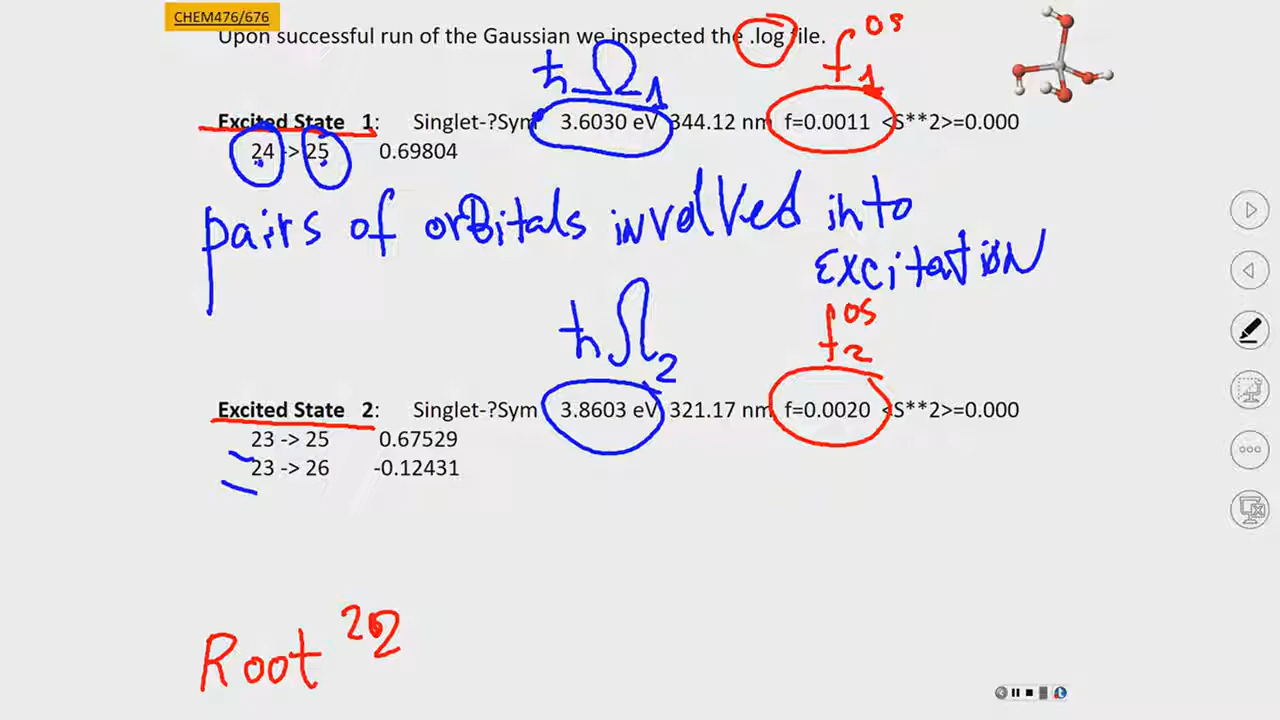 CHEM476/676
Upon successful run of the Gaussian we inspected the .log file.
ħΩ1 f1 os
Excited State 1: Singlet-?Sym 3.6030 eV 344.12 nm f=0.0011 <S**2>=0.000
24 -> 25 0.69804
pairs of orbitals involved into
excitation
ħΩ2 f2 os
Excited State 2: Singlet-?Sym 3.8603 eV 321.17 nm f=0.0020 <S**2>=0.000
23 -> 25 0.67529
23 -> 26 -0.12431
Root